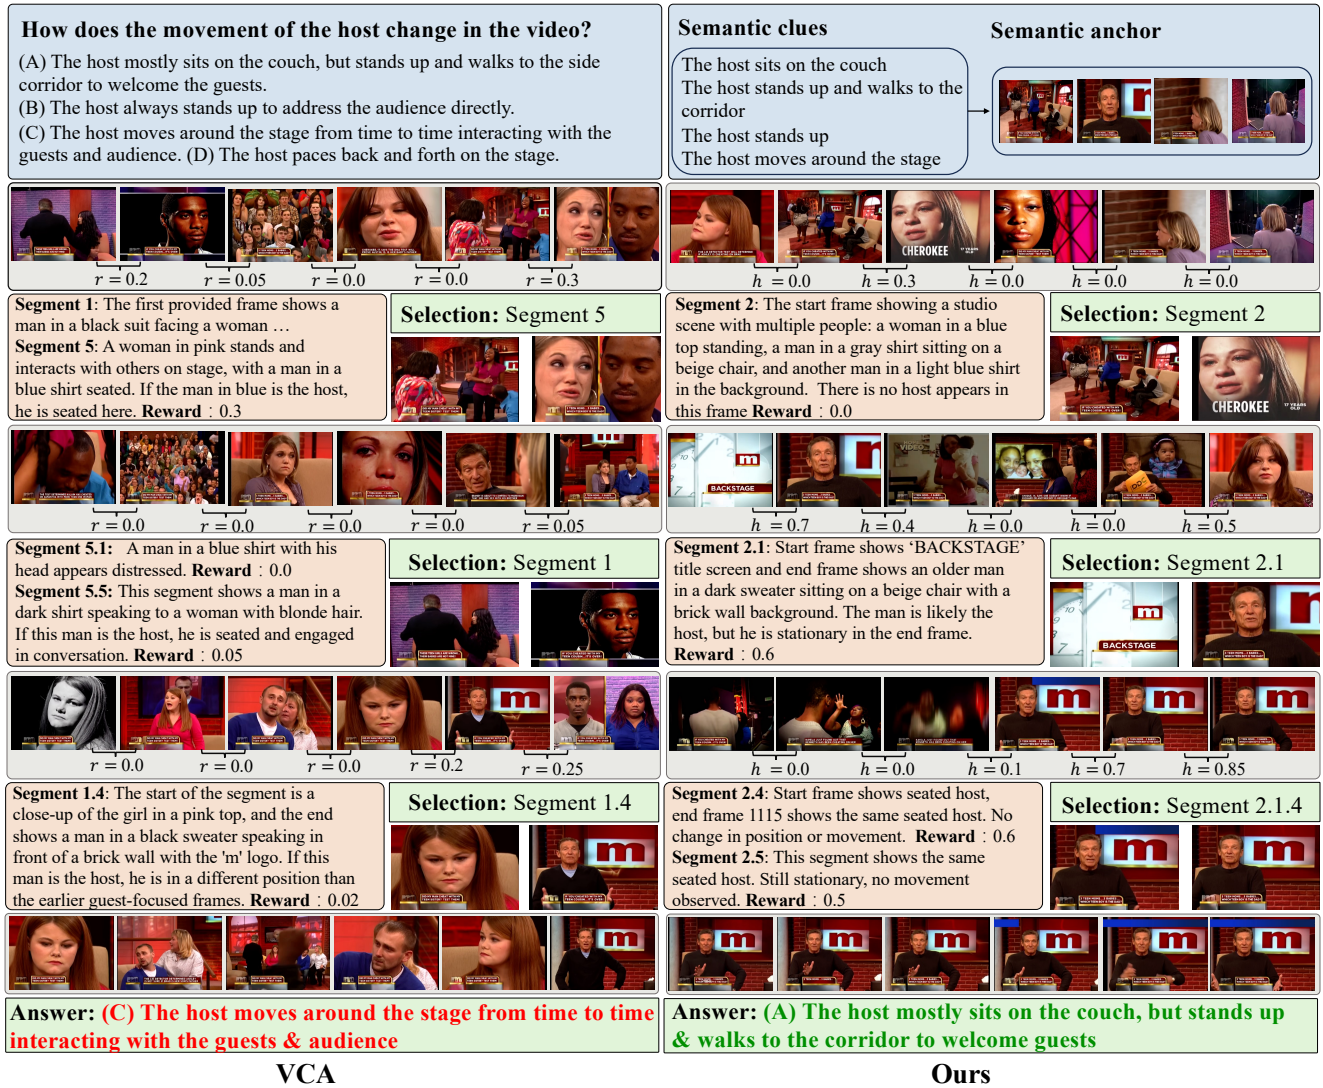 How does the movement of the host change in the video?
(A) The host mostly sits on the couch, but stands up and walks to the side
corridor to welcome the guests.
(B) The host always stands up to address the audience directly.
(C) The host moves around the stage from time to time interacting with the
guests and audience. (D) The host paces back and forth on the stage.
Semantic clues
The host sits on the couch
The host stands up and walks to the
corridor
The host stands up
The host moves around the stage
Semantic anchor
r = 0.2 r = 0.05 r = 0.0 r = 0.0 r = 0.3
Segment 1: The first provided frame shows a
man in a black suit facing a woman …
Segment 5: A woman in pink stands and
interacts with others on stage, with a man in a
blue shirt seated. If the man in blue is the host,
he is seated here. Reward : 0.3
Selection: Segment 5
r = 0.0 r = 0.0 r = 0.0 r = 0.0 r = 0.05
Segment 5.1: A man in a blue shirt with his
head appears distressed. Reward : 0.0
Segment 5.5: This segment shows a man in a
dark shirt speaking to a woman with blonde hair.
If this man is the host, he is seated and engaged
in conversation. Reward : 0.05
Selection: Segment 1
m
r = 0.0 r = 0.0 r = 0.0 r = 0.2 r = 0.25
Segment 1.4: The start of the segment is a
close-up of the girl in a pink top, and the end
shows a man in a black sweater speaking in
front of a brick wall with the 'm' logo. If this
man is the host, he is in a different position than
the earlier guest-focused frames. Reward : 0.02
Selection: Segment 1.4
m
m
Answer: (C) The host moves around the stage from time to time
interacting with the guests & audience
VCA
CHEROKEE 17 YEARS OLD
h = 0.0 h = 0.3 h = 0.0 h = 0.0 h = 0.0
Segment 2: The start frame showing a studio
scene with multiple people: a woman in a blue
top standing, a man in a gray shirt sitting on a
beige chair, and another man in a light blue shirt
in the background. There is no host appears in
this frame Reward : 0.0
Selection: Segment 2
CHEROKEE 17 YEARS OLD
m
BACKSTAGE
h = 0.7 h = 0.4 h = 0.0 h = 0.0 h = 0.5
Segment 2.1: Start frame shows ‘BACKSTAGE’
title screen and end frame shows an older man
in a dark sweater sitting on a beige chair with a
brick wall background. The man is likely the
host, but he is stationary in the end frame.
Reward : 0.6
Selection: Segment 2.1
m
BACKSTAGE
m m m
h = 0.0 h = 0.0 h = 0.1 h = 0.7 h = 0.85
Segment 2.4: Start frame shows seated host,
end frame 1115 shows the same seated host. No
change in position or movement. Reward : 0.6
Segment 2.5: This segment shows the same
seated host. Still stationary, no movement
observed. Reward : 0.5
Selection: Segment 2.1.4
m m
m m m m m m
Answer: (A) The host mostly sits on the couch, but stands up
& walks to the corridor to welcome guests
Ours